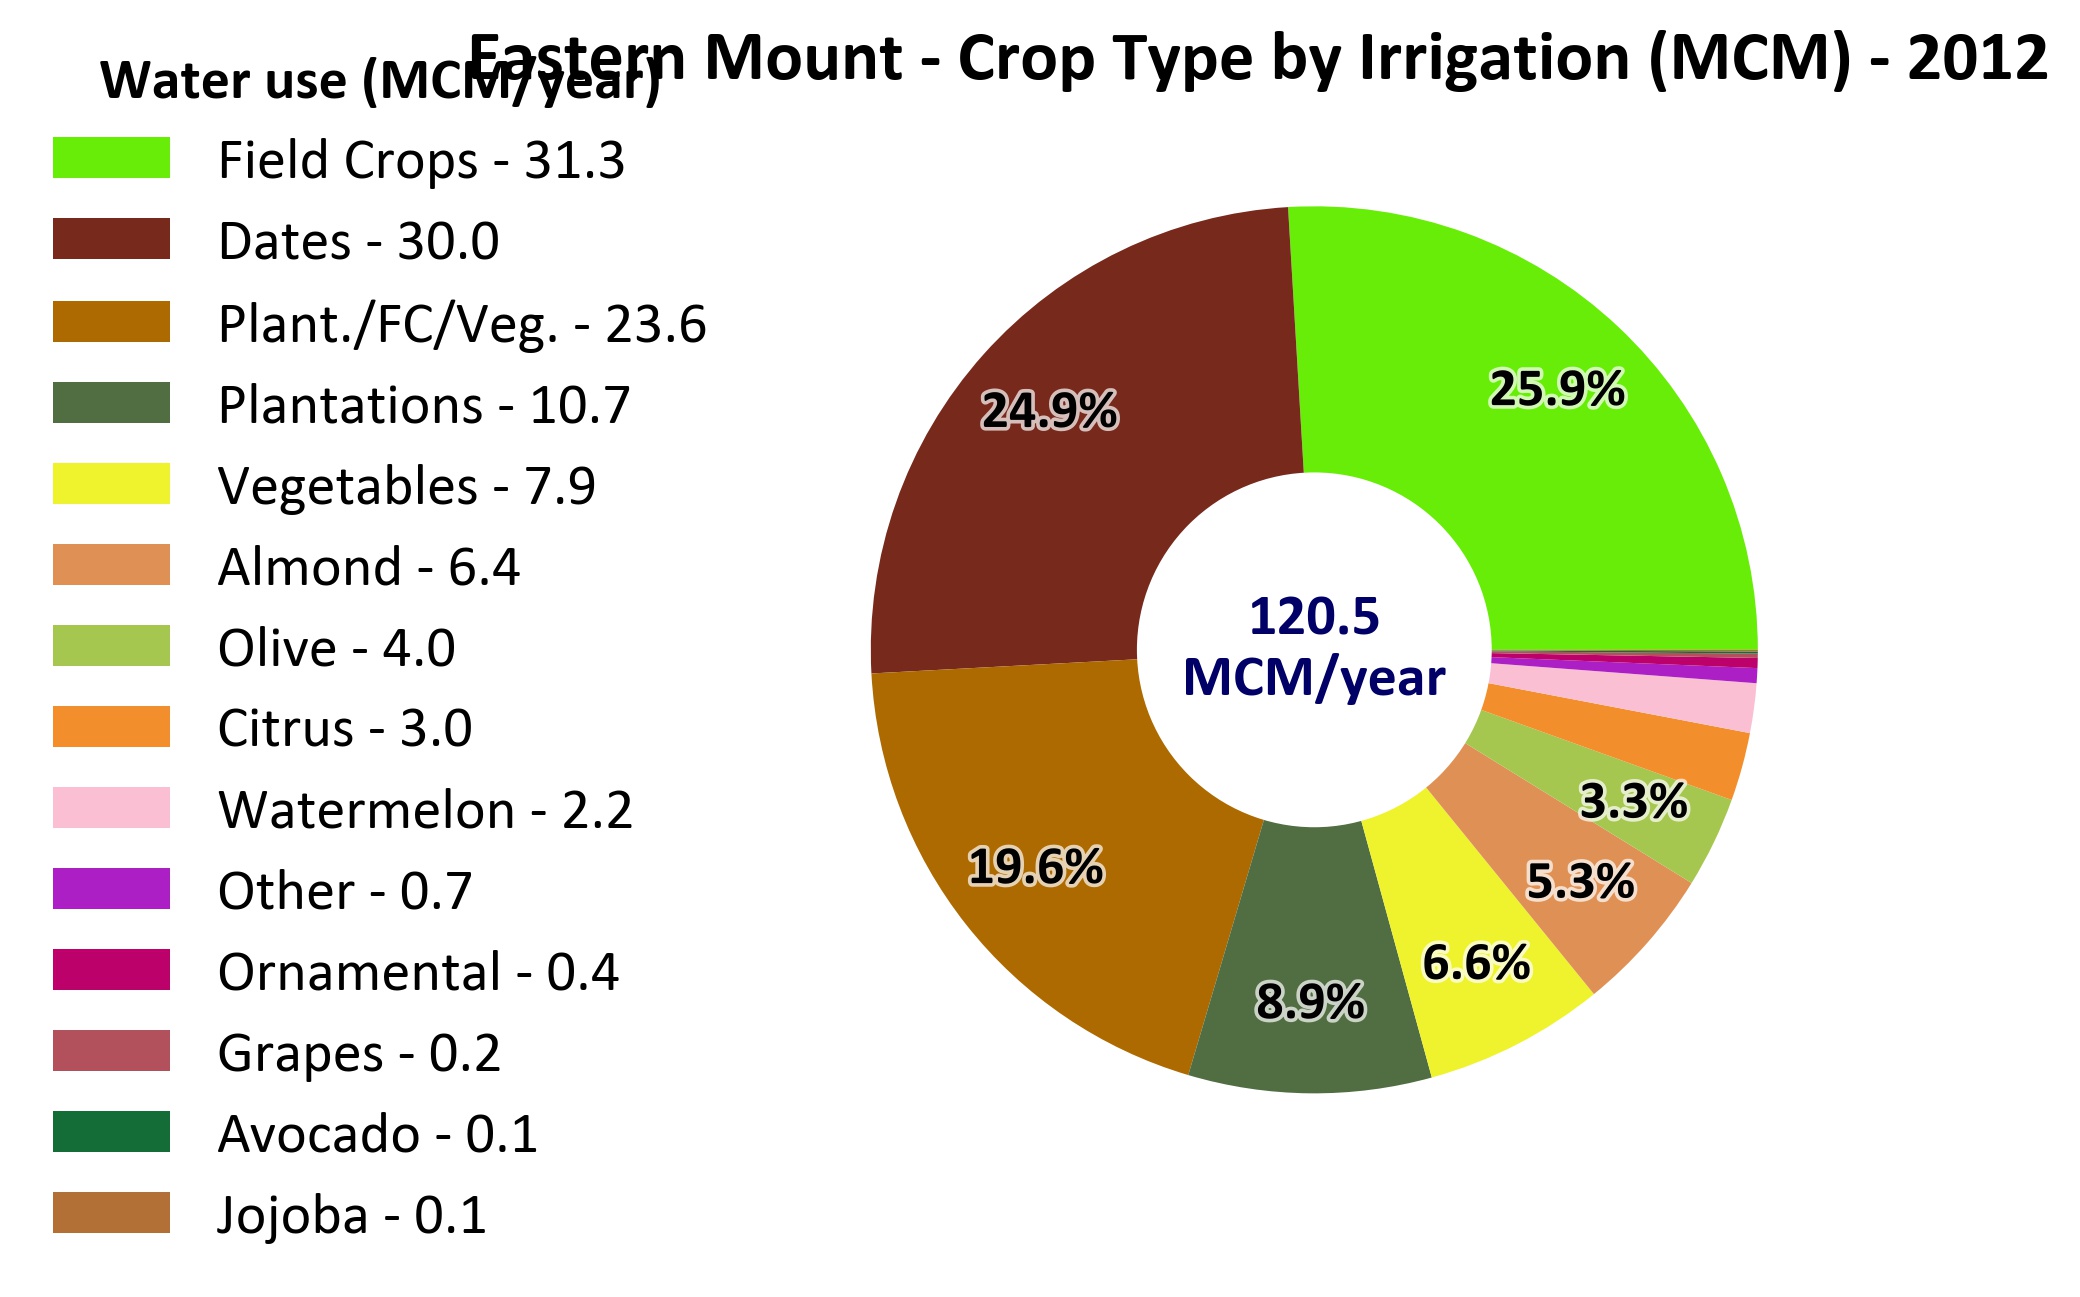 Eastern Mount - Crop Type by Irrigation (MCM) - 2012
Water use (MCM/year)
Field Crops - 31.3
Dates - 30.0
Plant./FC/Veg. - 23.6
Plantations - 10.7
Vegetables - 7.9
Almond - 6.4
Olive - 4.0
Citrus - 3.0
Watermelon - 2.2
Other - 0.7
Ornamental - 0.4
Grapes - 0.2
Avocado - 0.1
Jojoba - 0.1
25.9%
24.9%
19.6%
8.9%
6.6%
5.3%
3.3%
120.5
MCM/year